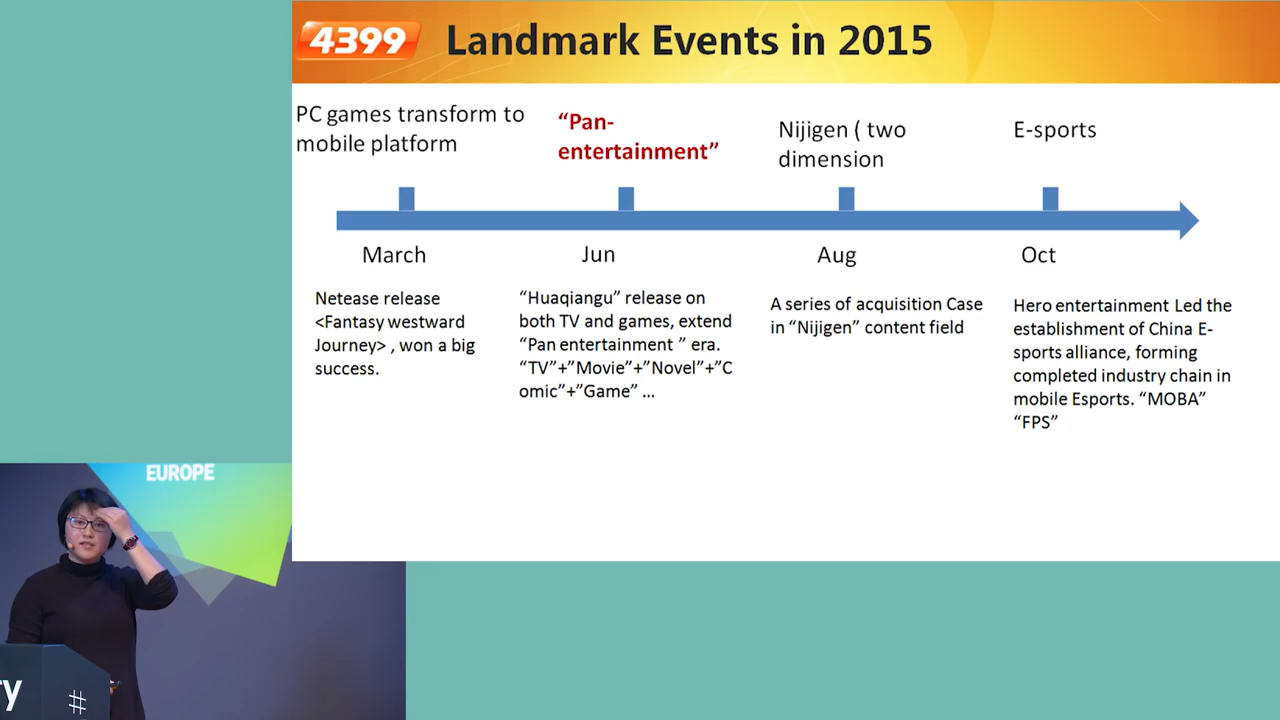 4399
Landmark Events in 2015
PC games transform to
mobile platform
“Pan-
entertainment”
Nijigen ( two
dimension
E-sports
March
Jun
Aug
Oct
Netease release
<Fantasy westward
Journey> , won a big
success.
“Huaqiangu” release on
both TV and games, extend
“Pan entertainment ” era.
“TV”+”Movie”+”Novel”+”C
omic”+”Game” ...
A series of acquisition Case
in “Nijigen” content field
Hero entertainment Led the
establishment of China E-
sports alliance, forming
completed industry chain in
mobile Esports. “MOBA”
“FPS”
EUROPE
ry
#